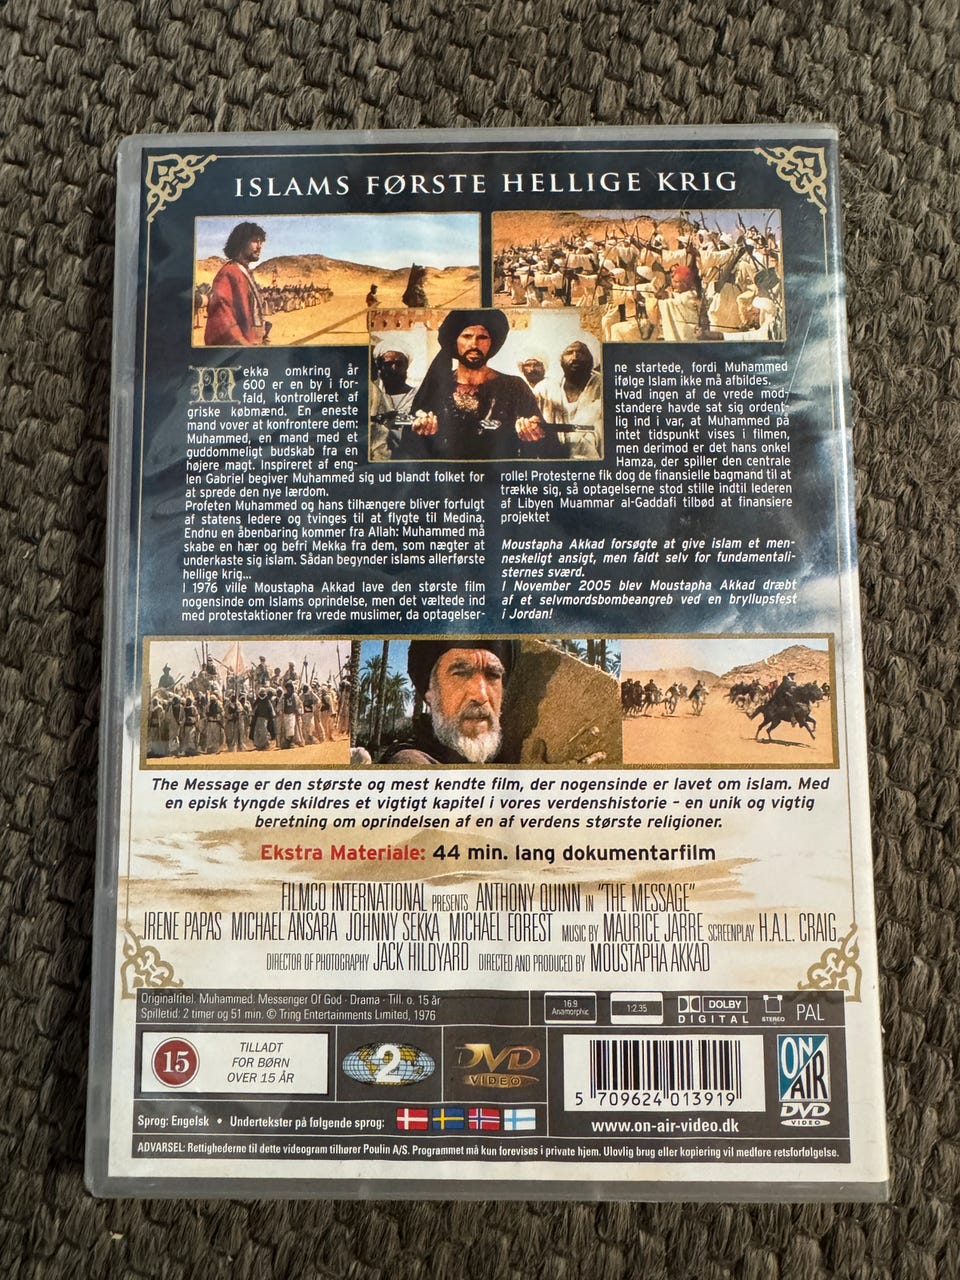 ISLAMS FØRSTE HELLIGE KRIG
Mekka omkring år
600 er en by i for-
fald, kontrolleret af
griske købmænd. En eneste
mand vover at konfrontere dem:
Muhammed, en mand med et
guddommeligt budskab fra en
højere magt. Inspireret af eng-
len Gabriel begiver Muhammed sig ud blandt folket for
at sprede den nye lærdom.
Profeten Muhammed og hans tilhængere bliver forfulgt
af statens ledere og tvinges til at flygte til Medina.
Endnu en åbenbaring kommer fra Allah: Muhammed må
skabe en hær og befri Mekka fra dem, som nægter at
underkaste sig islam. Sådan begynder islams allerførste
hellige krig...
I 1976 ville Moustapha Akkad lave den største film
nogensinde om Islams oprindelse, men det væltede ind
med protestaktioner fra vrede muslimer, da optagelser-
ne startede, fordi Muhammed
ifølge Islam ikke må afbildes.
Hvad ingen af de vrede mod-
standere havde sat sig ordent-
lig ind i var, at Muhammed på
intet tidspunkt vises i filmen,
men derimod er det hans onkel
Hamza, der spiller den centrale
rolle! Protesterne fik dog de finansielle bagmænd til at
trække sig, så optagelserne stod stille indtil lederen
af Libyen Muammar al-Gaddafi tilbød at finansiere
projektet
Moustapha Akkad forsøgte at give islam et men-
neskeligt ansigt, men faldt selv for fundamentali-
sternes sværd.
I November 2005 blev Moustapha Akkad dræbt
af et selvmordsbombeangreb ved en bryllupsfest
i Jordan!
The Message er den største og mest kendte film, der nogensinde er lavet om islam. Med
en episk tyngde skildres et vigtigt kapitel i vores verdenshistorie - en unik og vigtig
beretning om oprindelsen af en af verdens største religioner.
Ekstra Materiale: 44 min. lang dokumentarfilm
FILMCO INTERNATIONAL PRESENTS ANTHONY QUINN IN "THE MESSAGE"
IRENE PAPAS MICHAEL ANSARA JOHNNY SEKKA MICHAEL FOREST MUSIC BY MAURICE JARRE SCREENPLAY H.A.L. CRAIG
DIRECTOR OF PHOTOGRAPHY JACK HILDYARD DIRECTED AND PRODUCED BY MOUSTAPHA AKKAD
Originaltitel. Muhammed: Messenger Of God · Drama · Till. o. 15 år
Spilletid: 2 timer og 51 min. © Tring Entertainments Limited, 1976
16:9
Anamorphic
1:2.35
DOLBY
DIGITAL
STEREO
PAL
15
TILLADT
FOR BØRN
OVER 15 ÅR
2
DVD
VIDEO
5 709624 013919
www.on-air-video.dk
ON
AIR
DVD
VIDEO
Sprog: Engelsk • Undertekster på følgende sprog:
ADVARSEL: Rettighederne til dette videogram tilhører Poulin A/S. Programmet må kun forevises i private hjem. Ulovlig brug eller kopiering vil medføre retsforfølgelse.